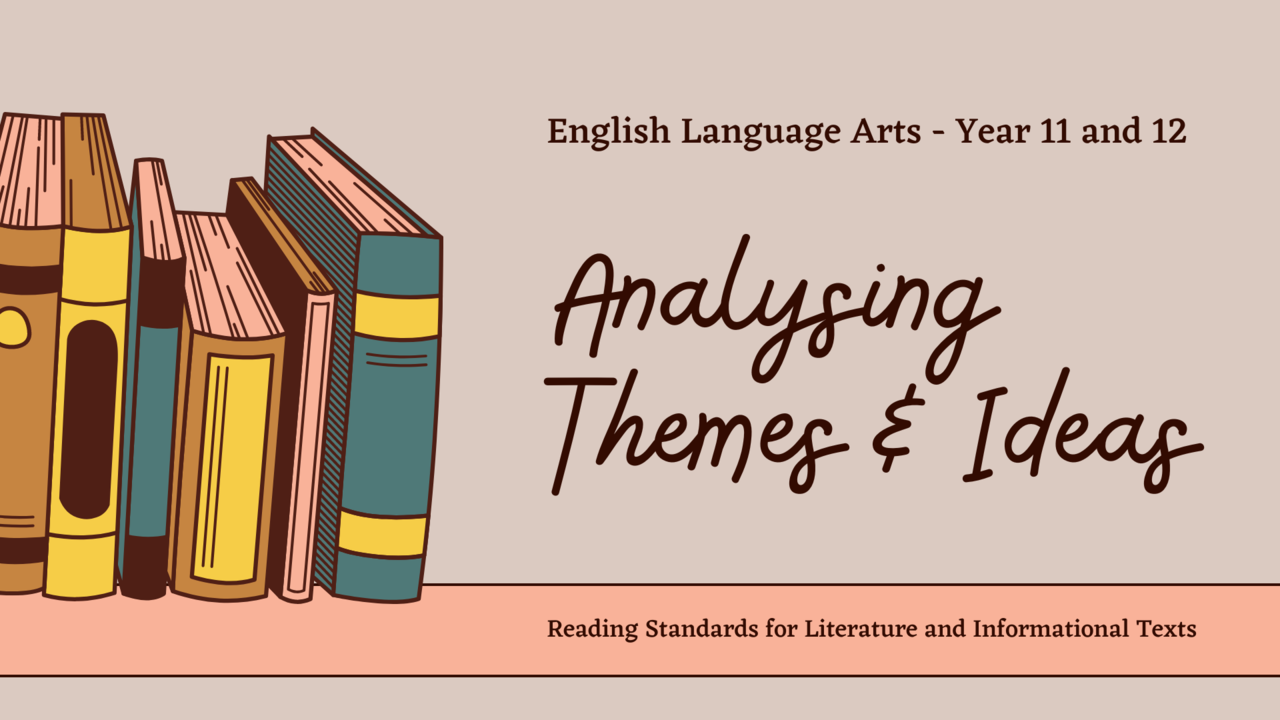 English Language Arts - Year 11 and 12
Analysing
Themes & Ideas
Reading Standards for Literature and Informational Texts